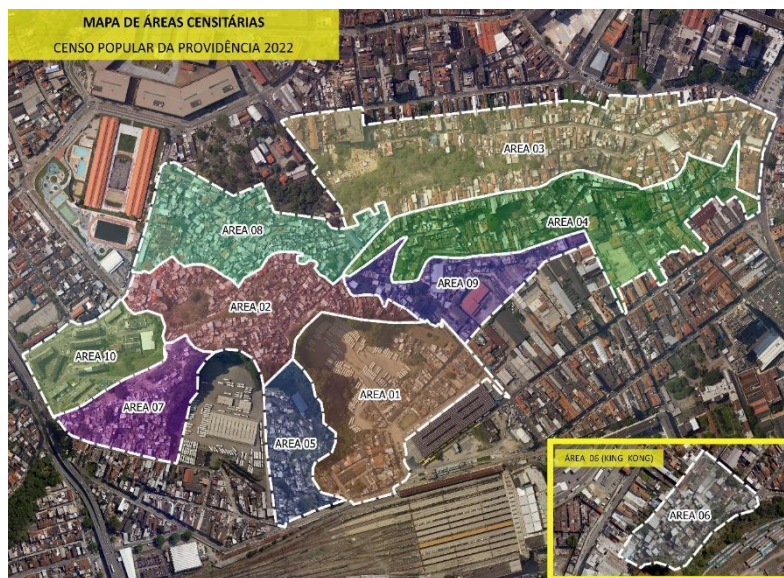 MAPA DE ÁREAS CENSITÁRIAS
CENSO POPULAR DA PROVIDÊNCIA 2022
AREA 03
AREA 04
AREA 08
AREA 09
AREA 02
AREA 10
AREA 01
AREA 07
AREA 05
ÁREA 06 (KING KONG)
AREA 06